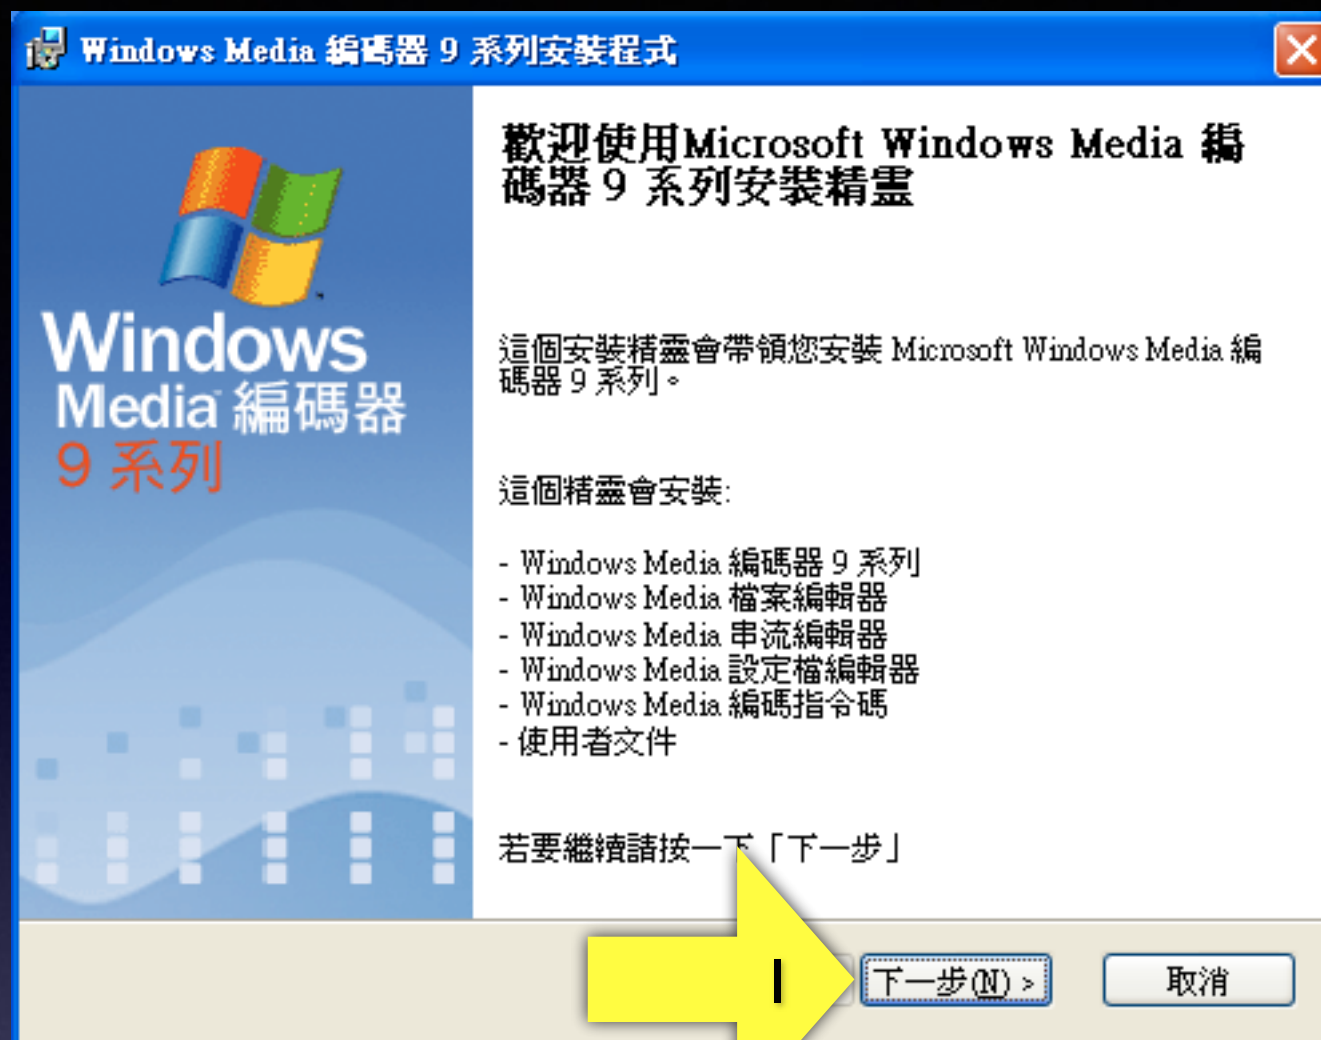 Windows Media 編碼器 9 系列安裝程式
歡迎使用Microsoft Windows Media 編
碼器 9 系列安裝精靈
Windows
Media 編碼器
9 系列
這個安裝精靈會帶領您安裝 Microsoft Windows Media 編
碼器 9 系列。
這個精靈會安裝:
- Windows Media 編碼器 9 系列
- Windows Media 檔案編輯器
- Windows Media 串流編輯器
- Windows Media 設定檔編輯器
- Windows Media 編碼指令碼
- 使用者文件
若要繼續請按一下「下一步」
1
下一步(N) >
取消